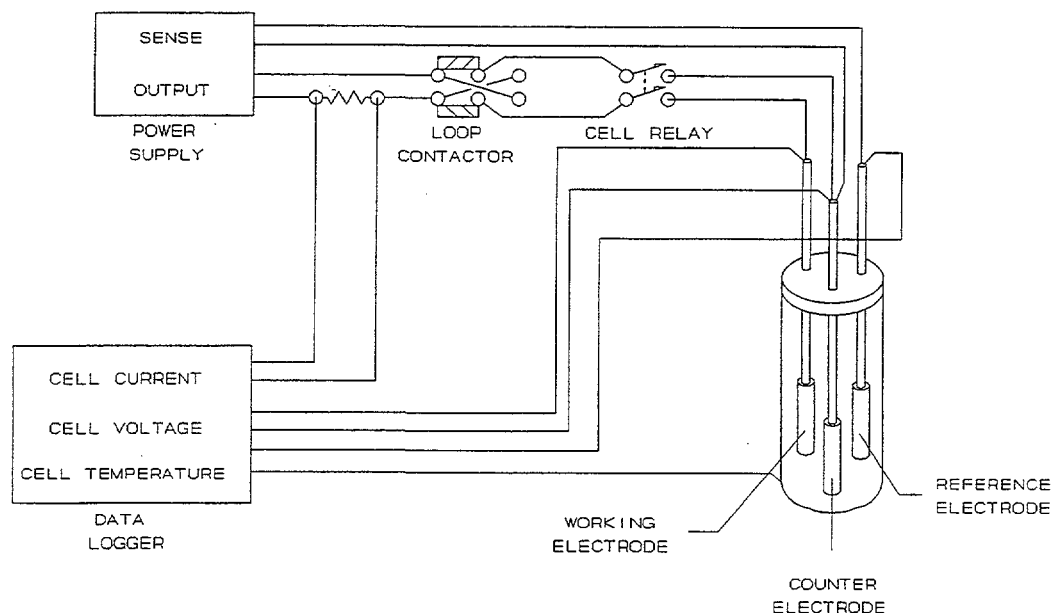 SENSE
OUTPUT
POWER
SUPPLY
LOOP
CONTACTOR
CELL RELAY
CELL CURRENT
CELL VOLTAGE
CELL TEMPERATURE
DATA
LOGGER
WORKING
ELECTRODE
REFERENCE
ELECTRODE
COUNTER
ELECTRODE